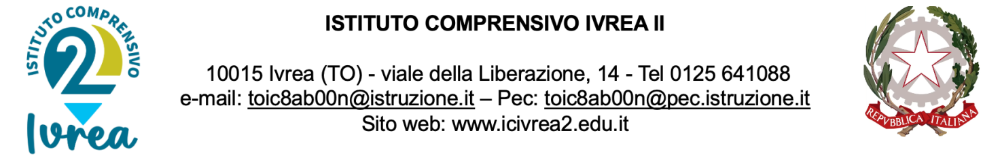 ISTITUTO COMPRENSIVO
2
Ivrea
ISTITUTO COMPRENSIVO IVREA II
10015 Ivrea (TO) - viale della Liberazione, 14 - Tel 0125 641088
e-mail: toic8ab00n@istruzione.it – Pec: toic8ab00n@pec.istruzione.it
Sito web: www.icivrea2.edu.it
REPVBBLICA ITALIANA